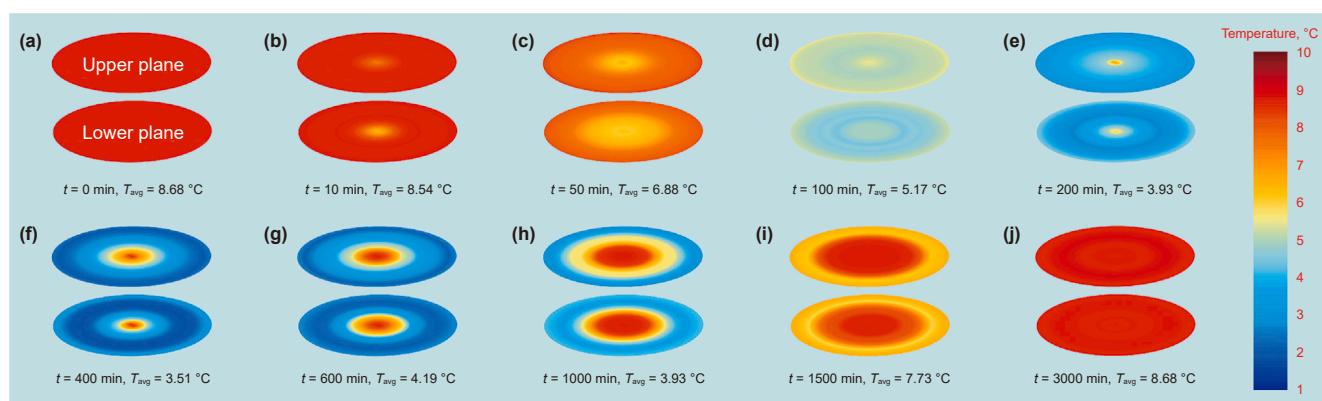 (a)
Upper plane
Lower plane
t = 0 min, Tavg = 8.68 °C
(b)
t = 10 min, Tavg = 8.54 °C
(c)
t = 50 min, Tavg = 6.88 °C
(d)
t = 100 min, Tavg = 5.17 °C
(e)
t = 200 min, Tavg = 3.93 °C
(f)
t = 400 min, Tavg = 3.51 °C
(g)
t = 600 min, Tavg = 4.19 °C
(h)
t = 1000 min, Tavg = 3.93 °C
(i)
t = 1500 min, Tavg = 7.73 °C
(j)
t = 3000 min, Tavg = 8.68 °C
Temperature, °C
10
9
8
7
6
5
4
3
2
1